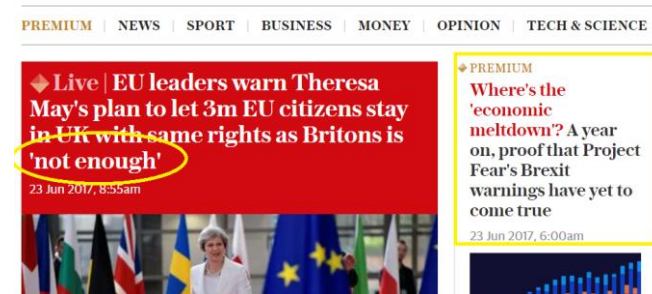 PREMIUM | NEWS | SPORT | BUSINESS | MONEY | OPINION | TECH & SCIENCE
Live | EU leaders warn Theresa
May's plan to let 3m EU citizens stay
in UK with same rights as Britons is
'not enough'
23 Jun 2017, 8:55am
PREMIUM
Where's the
'economic
meltdown'? A year
on, proof that Project
Fear's Brexit
warnings have yet to
come true
23 Jun 2017, 6:00am